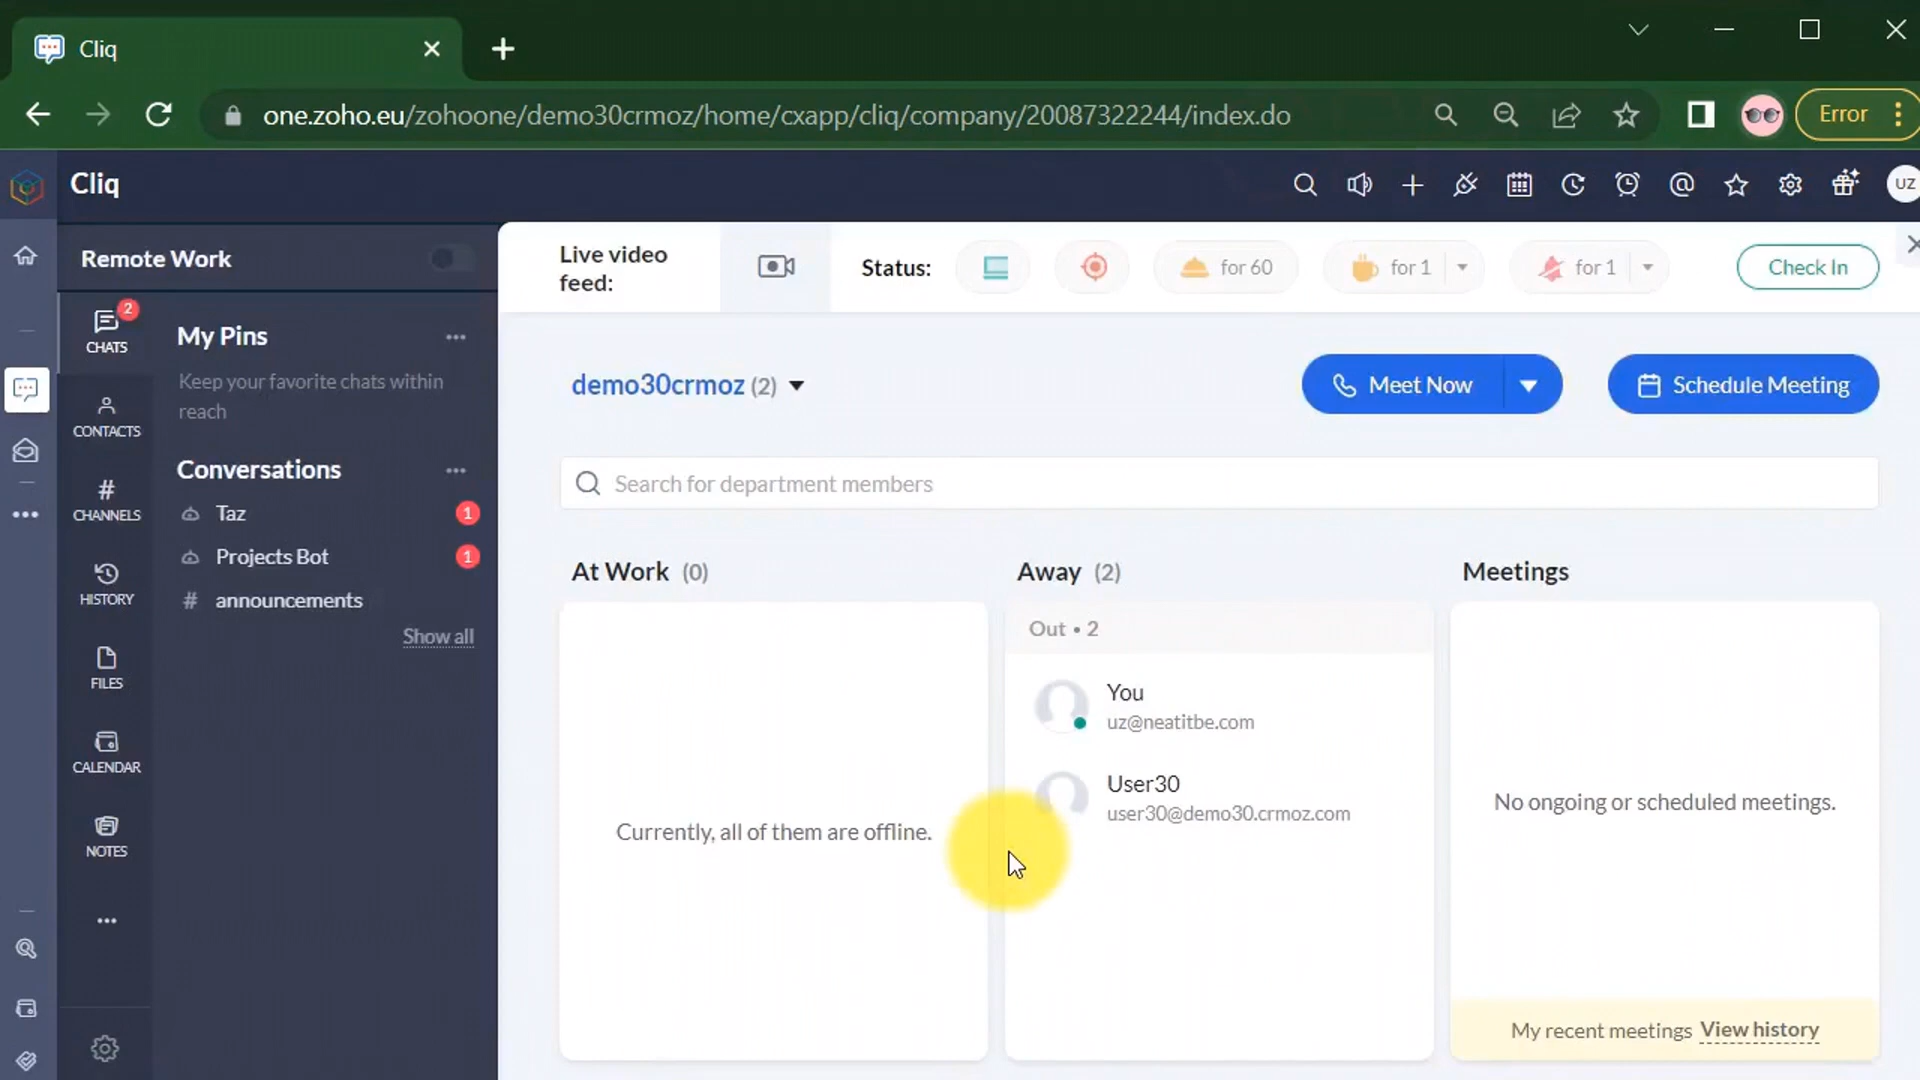 Cliq
one.zoho.eu/zohoone/demo30crmoz/home/cxapp/cliq/company/20087322244/index.do
Error
Cliq
UZ
Remote Work
Live video
feed:
Status:
for 60
for 1
for 1
Check In
2
CHATS
CONTACTS
CHANNELS
HISTORY
FILES
CALENDAR
NOTES
My Pins
Keep your favorite chats within
reach
Conversations
Taz
1
Projects Bot
1
# announcements
Show all
demo30crmoz (2)
Meet Now
Schedule Meeting
Search for department members
At Work (0)
Currently, all of them are offline.
Away (2)
Out • 2
You
uz@neatitbe.com
User30
user30@demo30.crmoz.com
Meetings
No ongoing or scheduled meetings.
My recent meetings View history